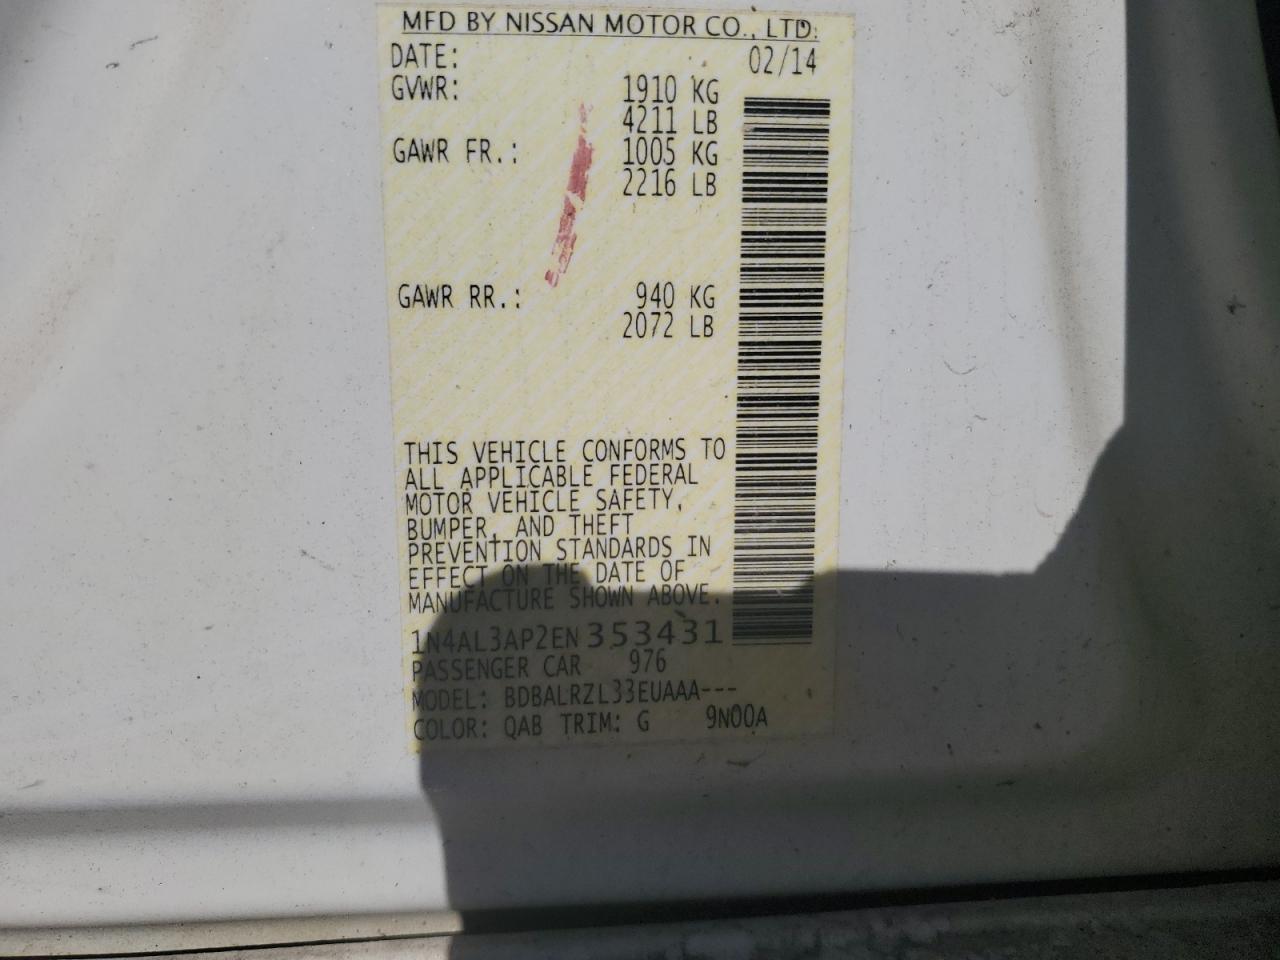 MFD BY NISSAN MOTOR CO., LTD.
DATE: 02/14
GVWR: 1910 KG
4211 LB
GAWR FR.: 1005 KG
2216 LB
GAWR RR.: 940 KG
2072 LB
THIS VEHICLE CONFORMS TO
ALL APPLICABLE FEDERAL
MOTOR VEHICLE SAFETY,
BUMPER, AND THEFT
PREVENTION STANDARDS IN
EFFECT ON THE DATE OF
MANUFACTURE SHOWN ABOVE.
1N4AL3AP2EN353431
PASSENGER CAR 976
MODEL: BDBALRZL33EUAAA---
COLOR: QAB TRIM: G 9N00A